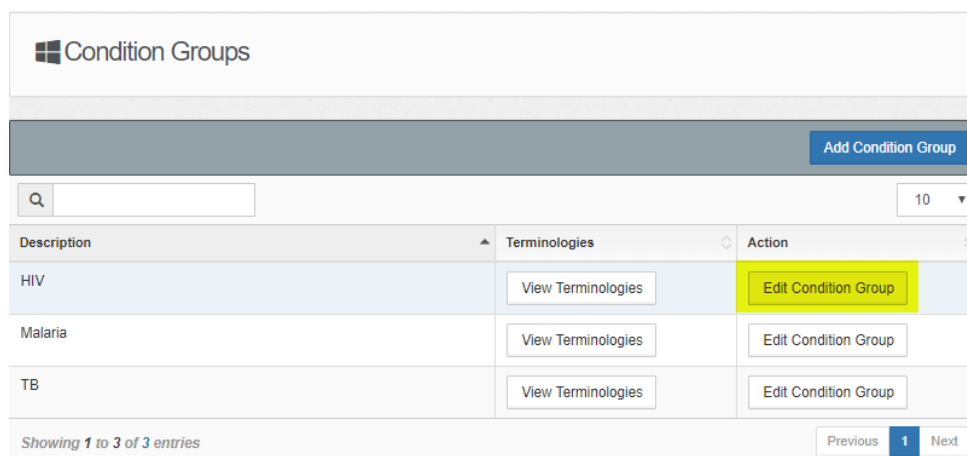 Condition Groups
Add Condition Group
10
Description Terminologies Action
HIV View Terminologies Edit Condition Group
Malaria View Terminologies Edit Condition Group
TB View Terminologies Edit Condition Group
Showing 1 to 3 of 3 entries Previous 1 Next